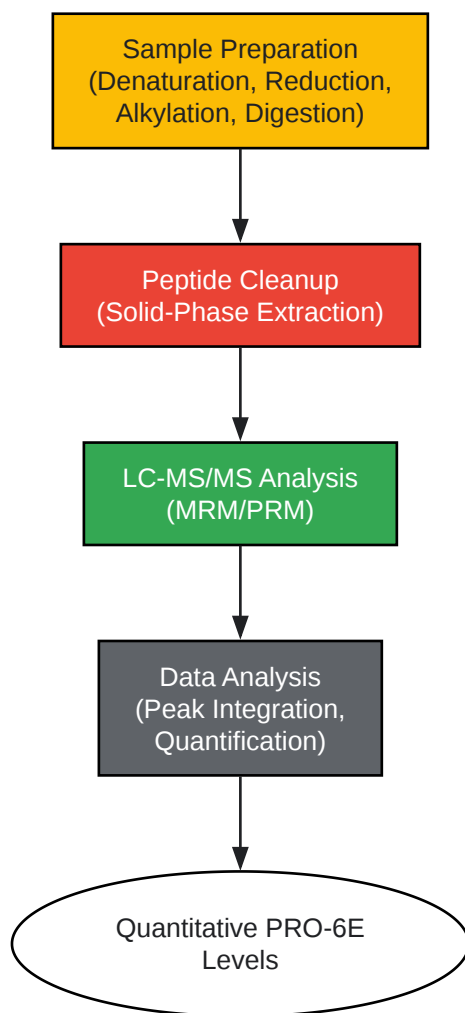 Sample Preparation
(Denaturation, Reduction,
Alkylation, Digestion)
Peptide Cleanup
(Solid-Phase Extraction)
LC-MS/MS Analysis
(MRM/PRM)
Data Analysis
(Peak Integration,
Quantification)
Quantitative PRO-6E
Levels